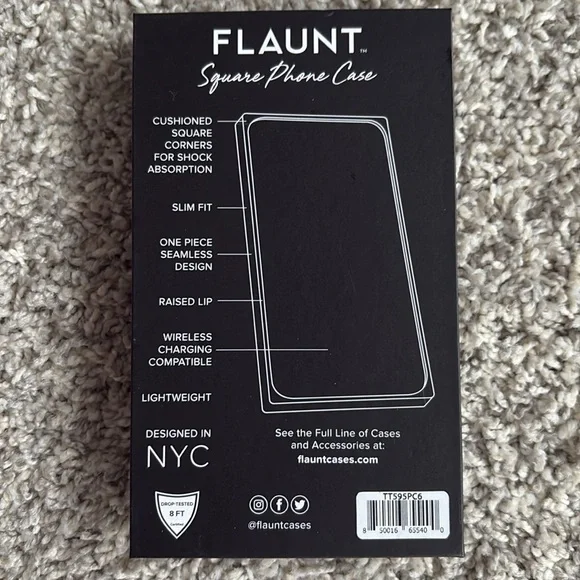 FLAUNT™
Square Phone Case
CUSHIONED
SQUARE
CORNERS
FOR SHOCK
ABSORPTION
SLIM FIT
ONE PIECE
SEAMLESS
DESIGN
RAISED LIP
WIRELESS
CHARGING
COMPATIBLE
LIGHTWEIGHT
DESIGNED IN
NYC
See the Full Line of Cases
and Accessories at:
flauntcases.com
DROP-TESTED
8 FT
Certified
@flauntcases
TT595PC6
8 50016 65540 0